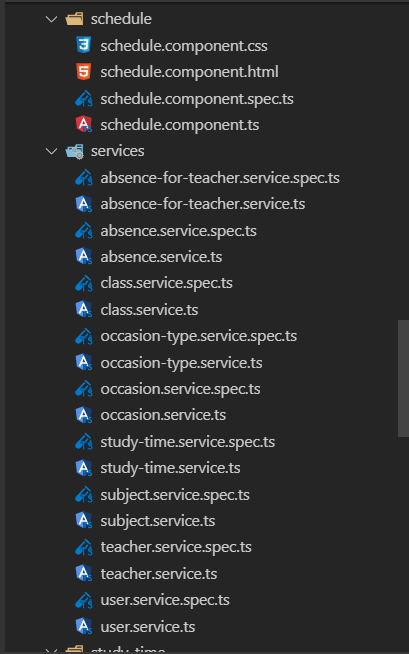 schedule
schedule.component.css
schedule.component.html
schedule.component.spec.ts
schedule.component.ts
services
absence-for-teacher.service.spec.ts
absence-for-teacher.service.ts
absence.service.spec.ts
absence.service.ts
class.service.spec.ts
class.service.ts
occasion-type.service.spec.ts
occasion-type.service.ts
occasion.service.spec.ts
occasion.service.ts
study-time.service.spec.ts
study-time.service.ts
subject.service.spec.ts
subject.service.ts
teacher.service.spec.ts
teacher.service.ts
user.service.spec.ts
user.service.ts
study-time